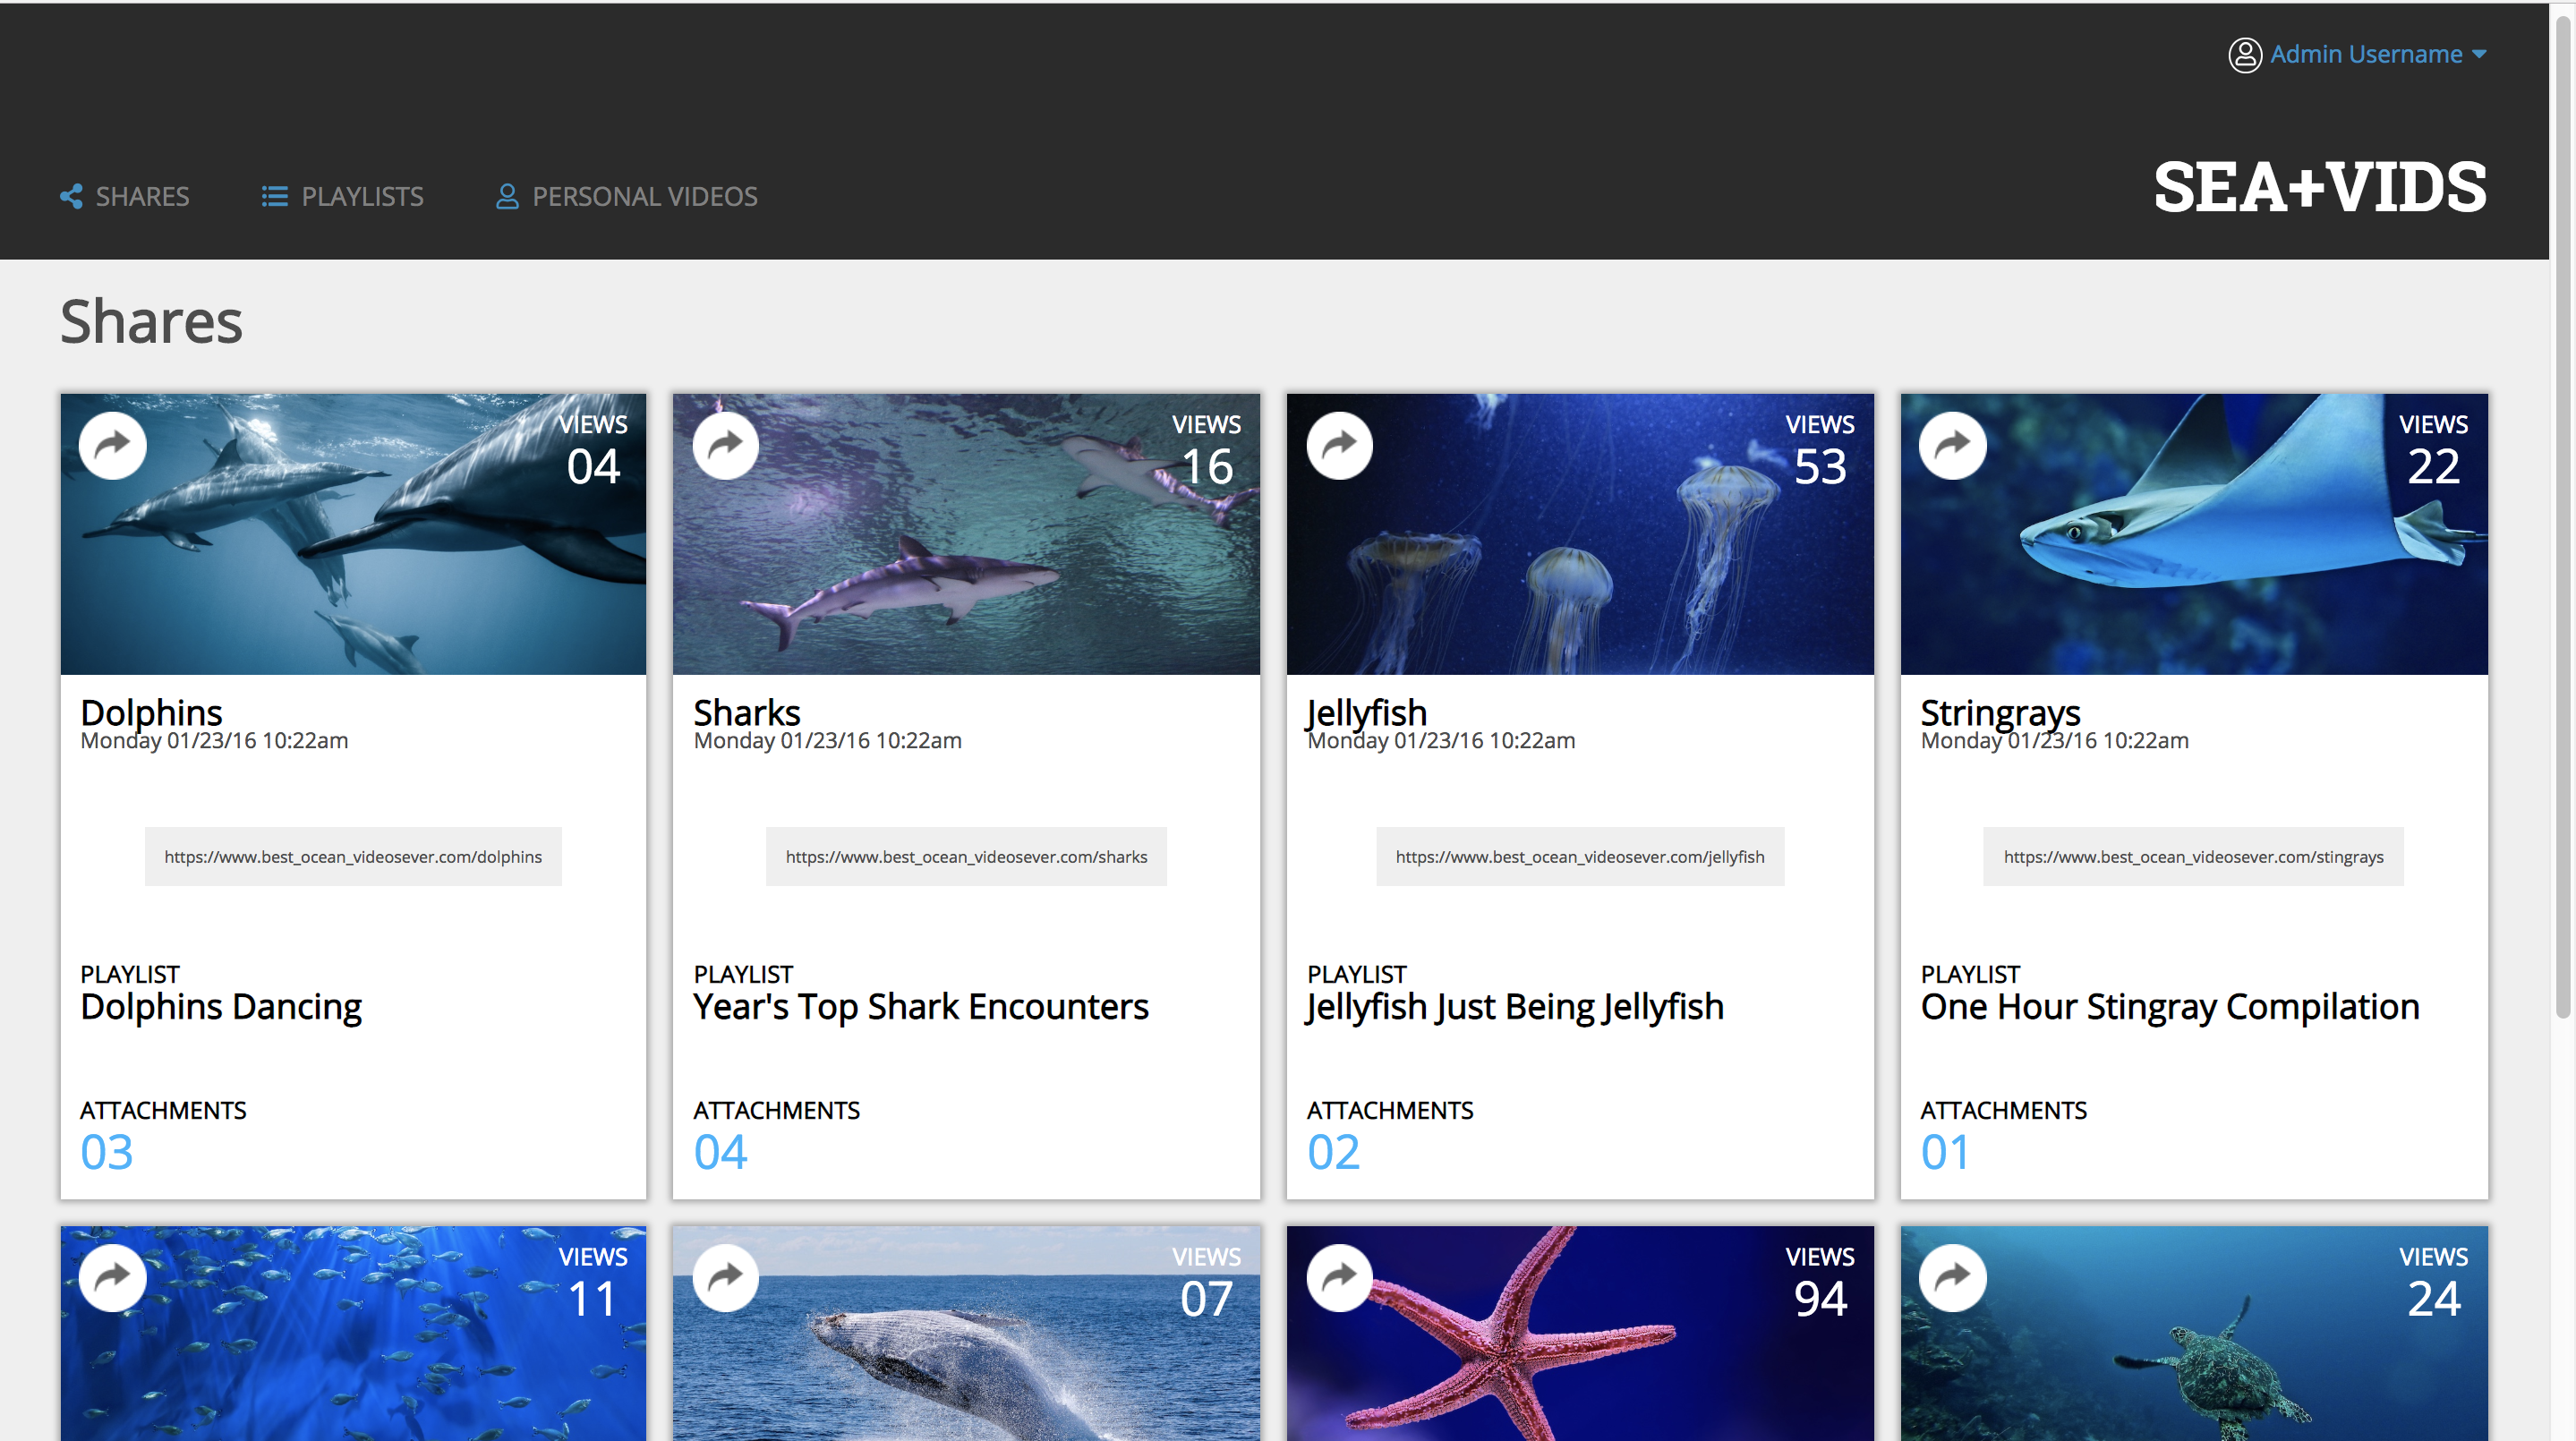 Admin Username
SHARES PLAYLISTS PERSONAL VIDEOS
SEA+VIDS
Shares
VIEWS
04
Dolphins
Monday 01/23/16 10:22am
https://www.best_ocean_videosever.com/dolphins
PLAYLIST
Dolphins Dancing
ATTACHMENTS
03
VIEWS
16
Sharks
Monday 01/23/16 10:22am
https://www.best_ocean_videosever.com/sharks
PLAYLIST
Year's Top Shark Encounters
ATTACHMENTS
04
VIEWS
53
Jellyfish
Monday 01/23/16 10:22am
https://www.best_ocean_videosever.com/jellyfish
PLAYLIST
Jellyfish Just Being Jellyfish
ATTACHMENTS
02
VIEWS
22
Stringrays
Monday 01/23/16 10:22am
https://www.best_ocean_videosever.com/stingrays
PLAYLIST
One Hour Stingray Compilation
ATTACHMENTS
01
VIEWS
11
VIEWS
07
VIEWS
94
VIEWS
24